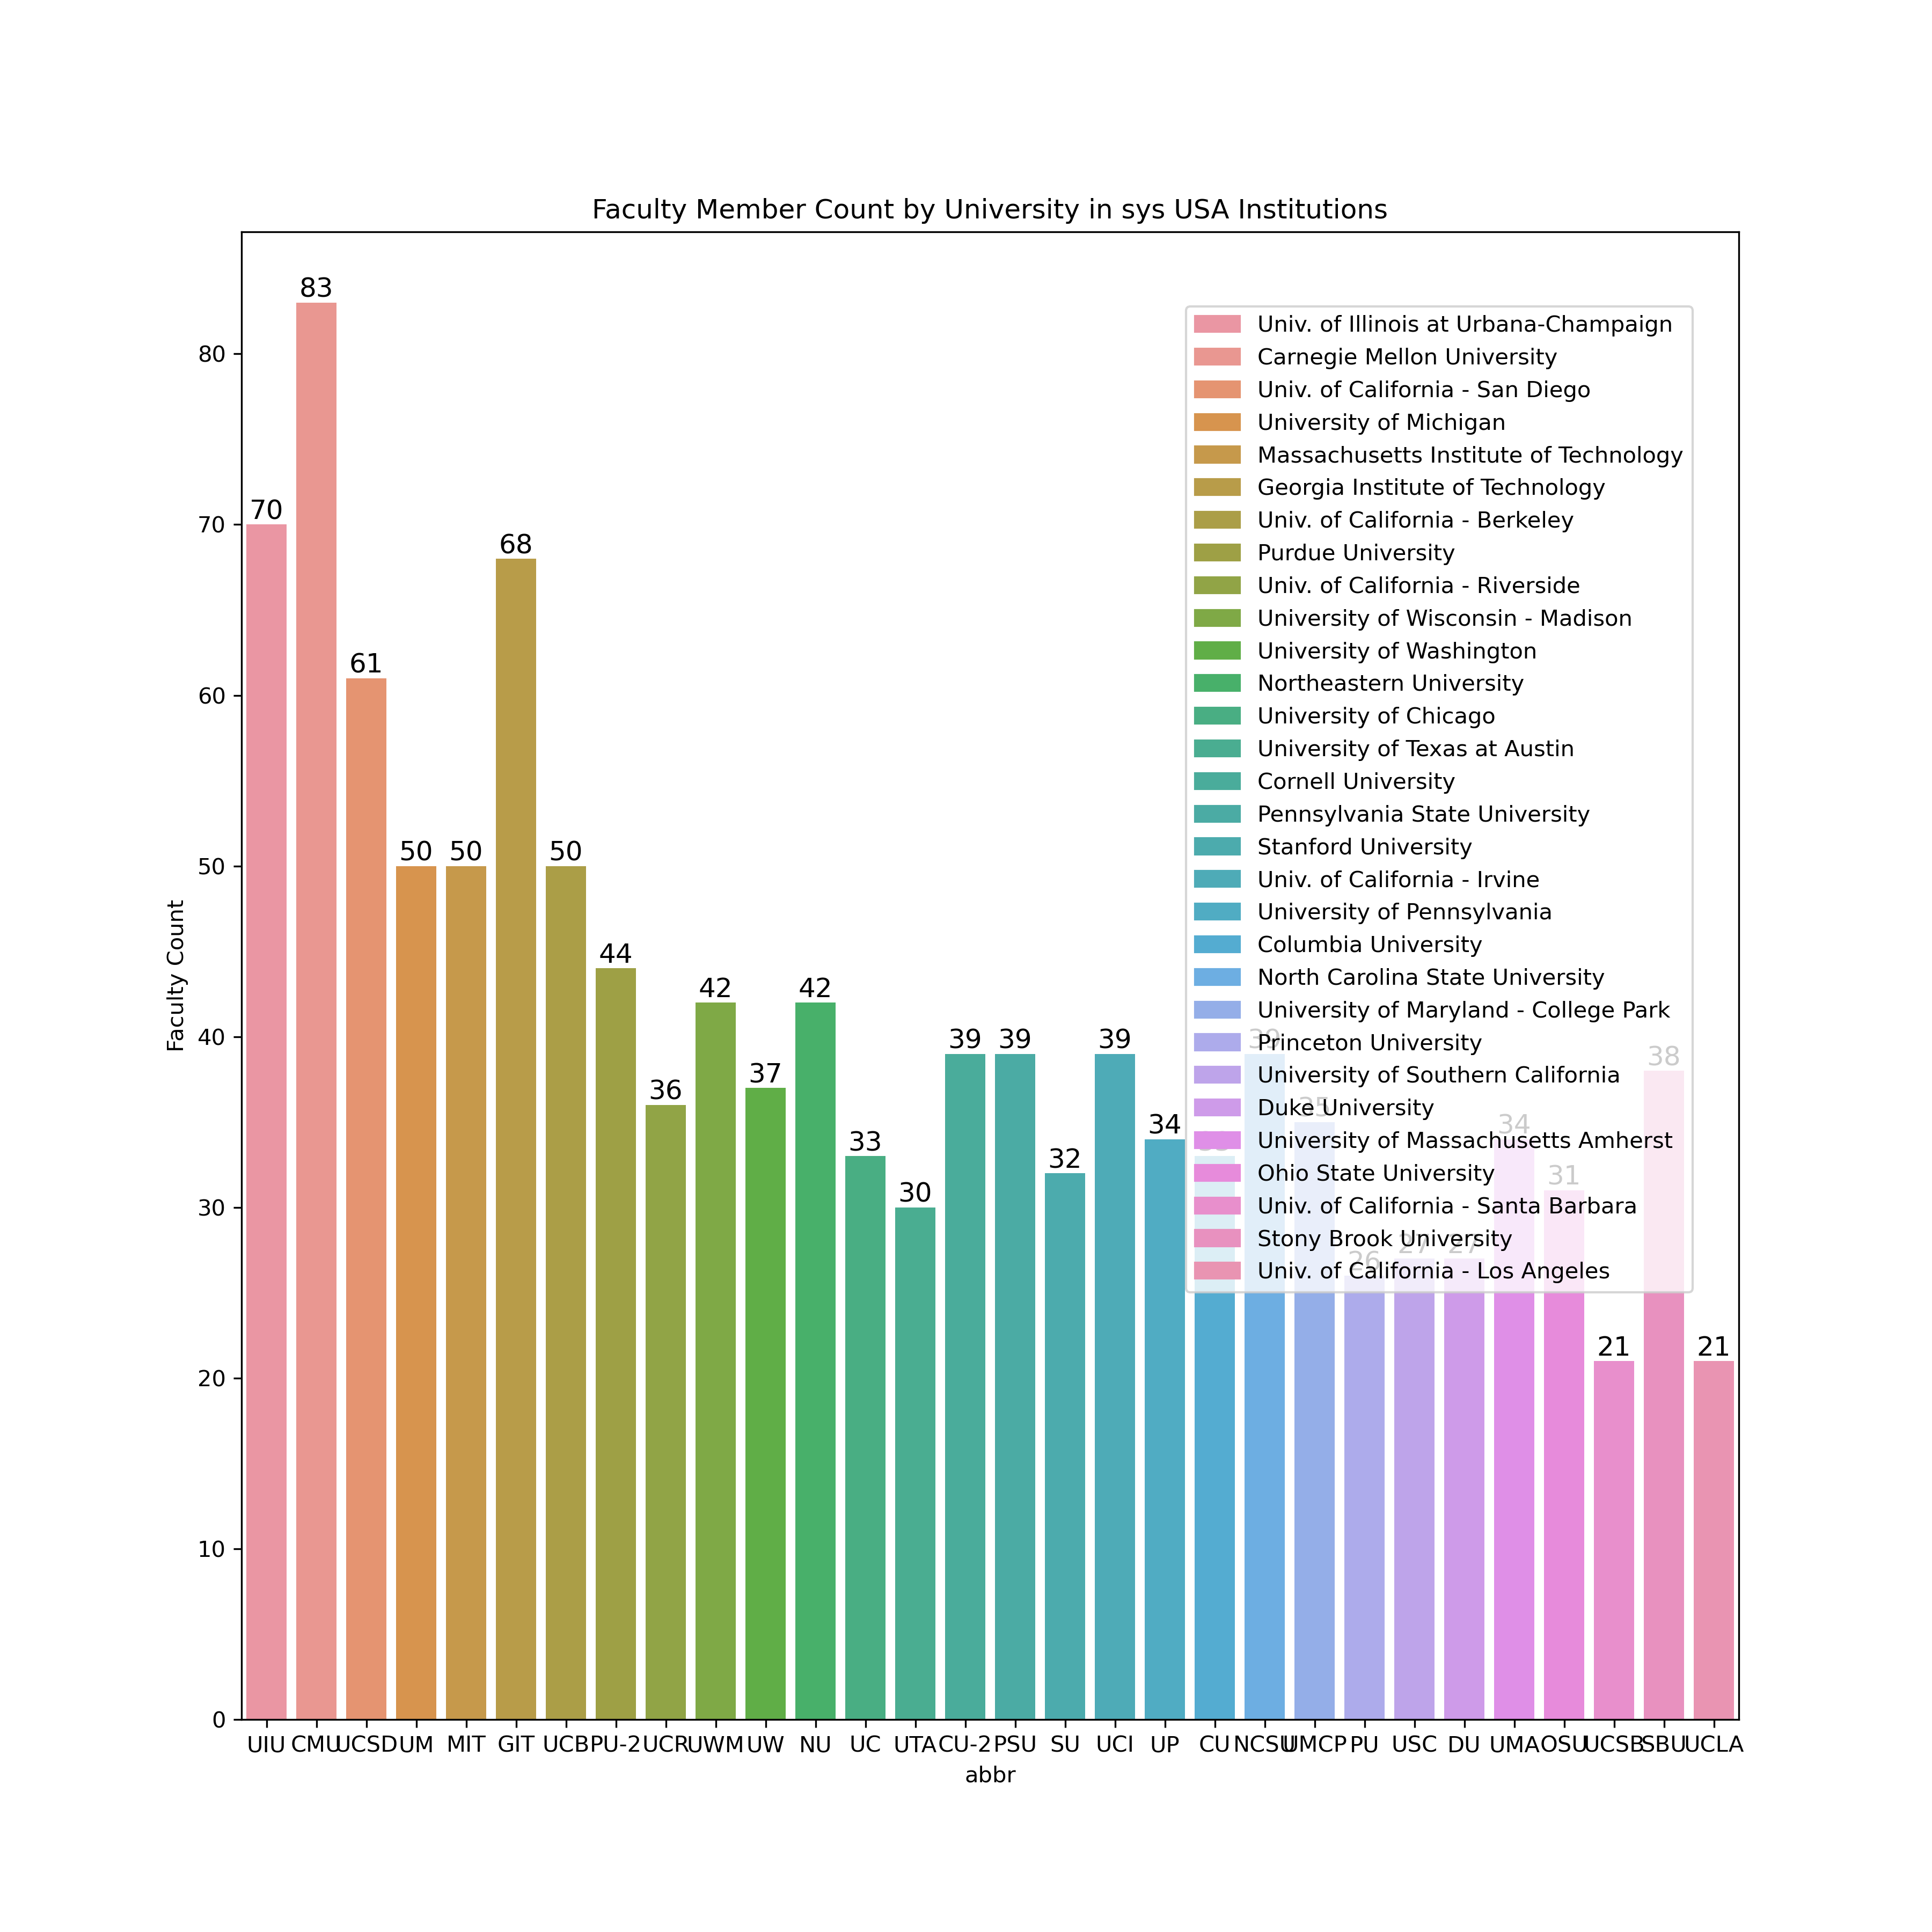 Faculty Member Count by University in sys USA Institutions
Faculty Count
80
70
60
50
40
30
20
10
0
70
83
61
50
50
68
50
44
36
42
37
42
33
30
39
39
32
39
34
39
35
26
27
27
34
31
21
38
21
Univ. of Illinois at Urbana-Champaign
Carnegie Mellon University
Univ. of California - San Diego
University of Michigan
Massachusetts Institute of Technology
Georgia Institute of Technology
Univ. of California - Berkeley
Purdue University
Univ. of California - Riverside
University of Wisconsin - Madison
University of Washington
Northeastern University
University of Chicago
University of Texas at Austin
Cornell University
Pennsylvania State University
Stanford University
Univ. of California - Irvine
University of Pennsylvania
Columbia University
North Carolina State University
University of Maryland - College Park
Princeton University
University of Southern California
Duke University
University of Massachusetts Amherst
Ohio State University
Univ. of California - Santa Barbara
Stony Brook University
Univ. of California - Los Angeles
UIU CMU UCSD UM MIT GIT UCB PU-2 UCR UWM UW NU UC UTA CU-2 PSU SU UCI UP CU NCSU UMCP PU USC DU UMA OSU UCSB SBU UCLA
abbr